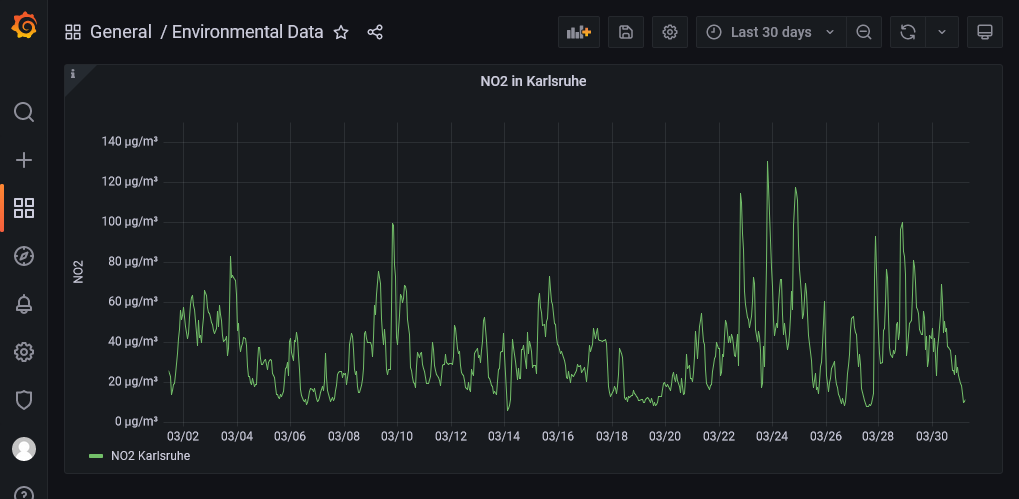 General / Environmental Data
Last 30 days
i
NO2 in Karlsruhe
140 µg/m³
120 µg/m³
100 µg/m³
80 µg/m³
60 µg/m³
40 µg/m³
20 µg/m³
0 µg/m³
NO2
03/02 03/04 03/06 03/08 03/10 03/12 03/14 03/16 03/18 03/20 03/22 03/24 03/26 03/28 03/30
NO2 Karlsruhe